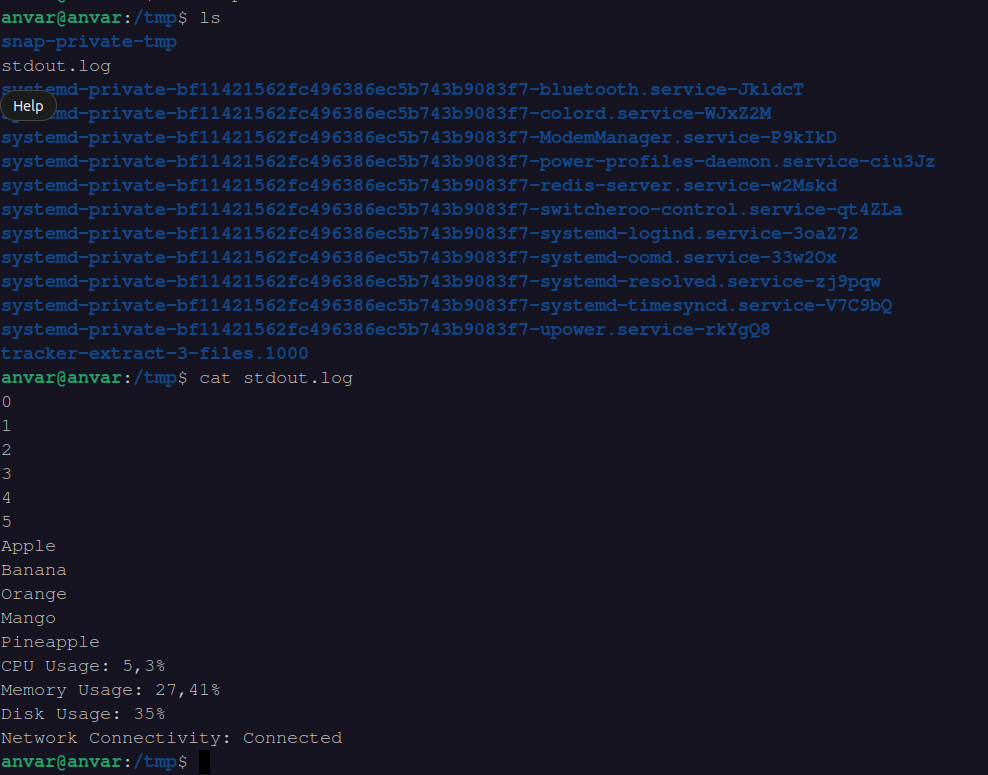 anvar@anvar:/tmp$ ls
snap-private-tmp
stdout.log
systemd-private-bf11421562fc496386ec5b743b9083f7-bluetooth.service-JkldcT
Help
systemd-private-bf11421562fc496386ec5b743b9083f7-colord.service-WJxZ2M
systemd-private-bf11421562fc496386ec5b743b9083f7-ModemManager.service-P9kIkD
systemd-private-bf11421562fc496386ec5b743b9083f7-power-profiles-daemon.service-ciu3Jz
systemd-private-bf11421562fc496386ec5b743b9083f7-redis-server.service-w2Mskd
systemd-private-bf11421562fc496386ec5b743b9083f7-switcheroo-control.service-qt4ZLa
systemd-private-bf11421562fc496386ec5b743b9083f7-systemd-logind.service-3oaZ72
systemd-private-bf11421562fc496386ec5b743b9083f7-systemd-oomd.service-33w2Ox
systemd-private-bf11421562fc496386ec5b743b9083f7-systemd-resolved.service-zj9pqw
systemd-private-bf11421562fc496386ec5b743b9083f7-systemd-timesyncd.service-V7C9bQ
systemd-private-bf11421562fc496386ec5b743b9083f7-upower.service-rkYgQ8
tracker-extract-3-files.1000
anvar@anvar:/tmp$ cat stdout.log
0
1
2
3
4
5
Apple
Banana
Orange
Mango
Pineapple
CPU Usage: 5,3%
Memory Usage: 27,41%
Disk Usage: 35%
Network Connectivity: Connected
anvar@anvar:/tmp$